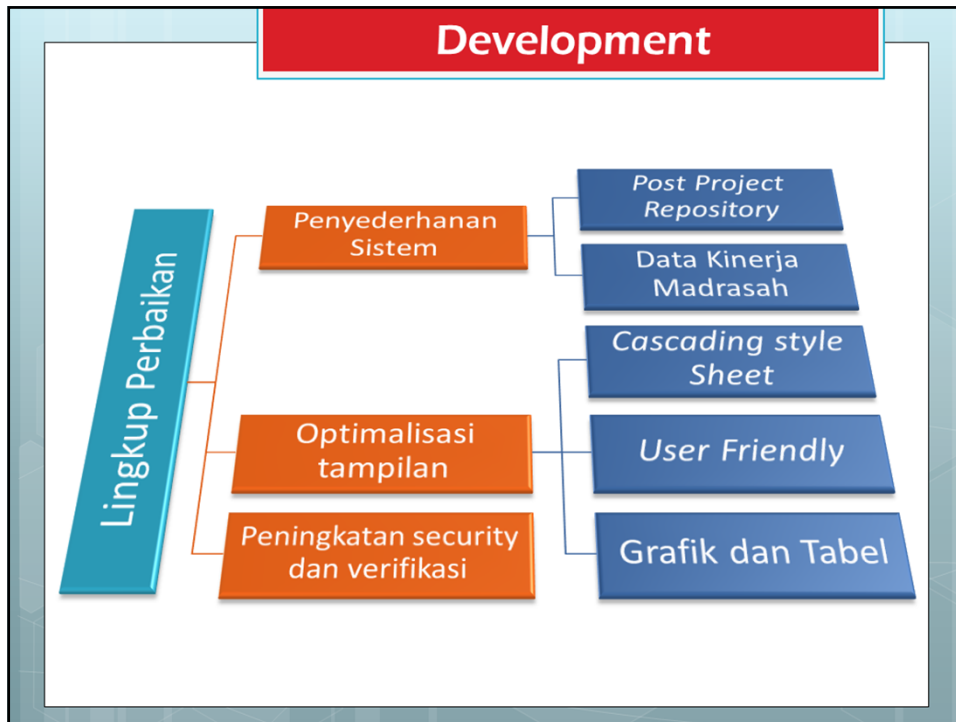 Development
Lingkup Perbaikan
Penyederhanan
Sistem
Post Project
Repository
Data Kinerja
Madrasah
Optimalisasi
tampilan
Cascading style
Sheet
User Friendly
Grafik dan Tabel
Peningkatan security
dan verifikasi